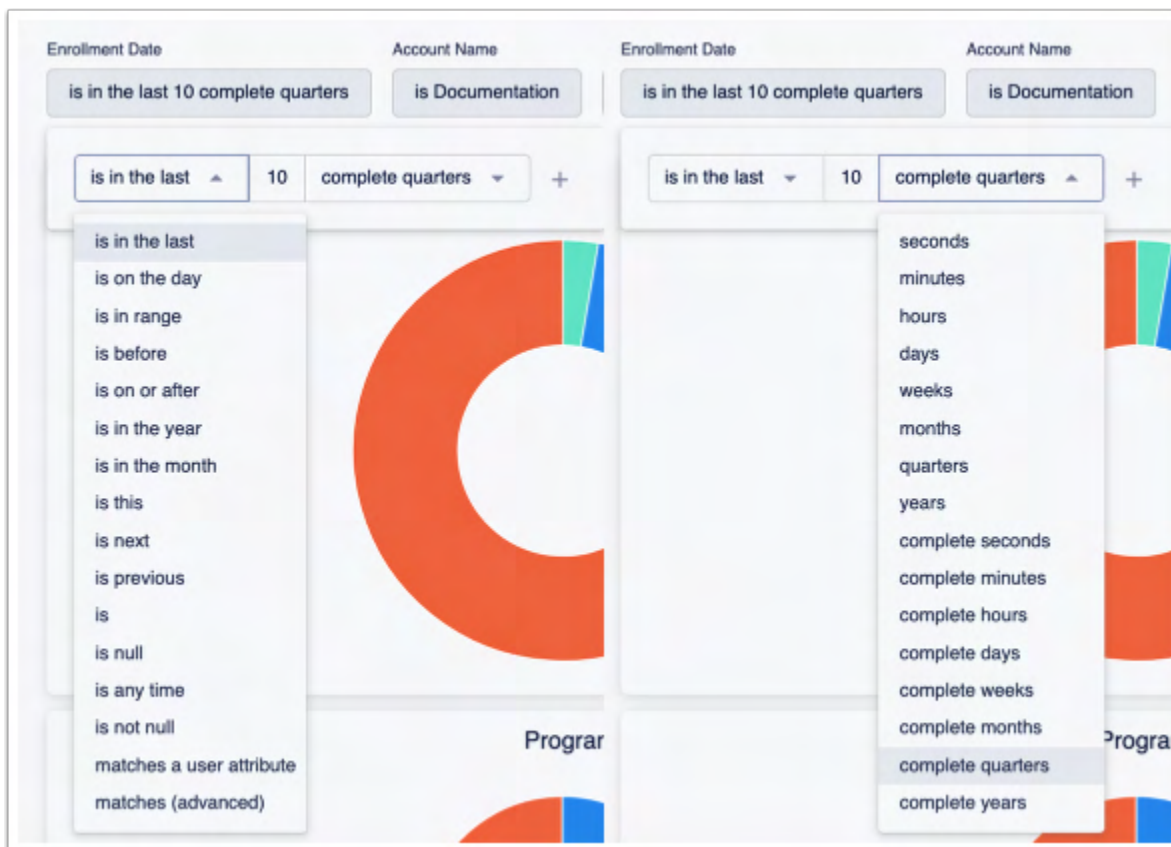 Enrollment Date
Account Name
is in the last 10 complete quarters
is Documentation
is in the last
10
complete quarters
+
is in the last
is on the day
is in range
is before
is on or after
is in the year
is in the month
is this
is next
is previous
is
is null
is any time
is not null
matches a user attribute
matches (advanced)
Prograr
Enrollment Date
Account Name
is in the last 10 complete quarters
is Documentation
is in the last
10
complete quarters
+
seconds
minutes
hours
days
weeks
months
quarters
years
complete seconds
complete minutes
complete hours
complete days
complete weeks
complete months
complete quarters
complete years
Progra